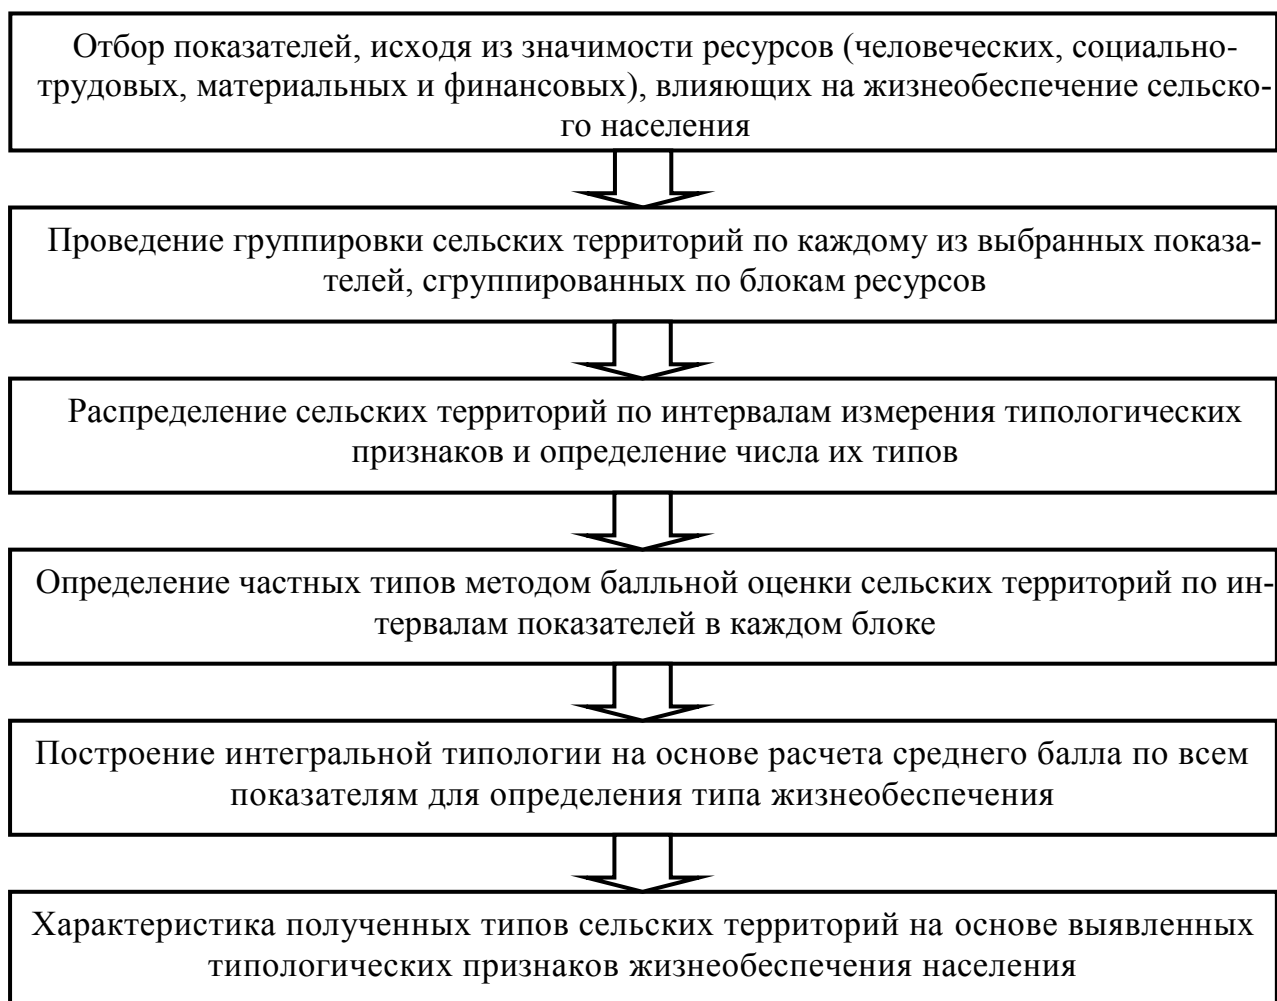 Отбор показателей, исходя из значимости ресурсов (человеческих, социально-
трудовых, материальных и финансовых), влияющих на жизнеобеспечение сельско-
го населения
Проведение группировки сельских территорий по каждому из выбранных показа-
телей, сгруппированных по блокам ресурсов
Распределение сельских территорий по интервалам измерения типологических
признаков и определение числа их типов
Определение частных типов методом балльной оценки сельских территорий по ин-
тервалам показателей в каждом блоке
Построение интегральной типологии на основе расчета среднего балла по всем
показателям для определения типа жизнеобеспечения
Характеристика полученных типов сельских территорий на основе выявленных
типологических признаков жизнеобеспечения населения